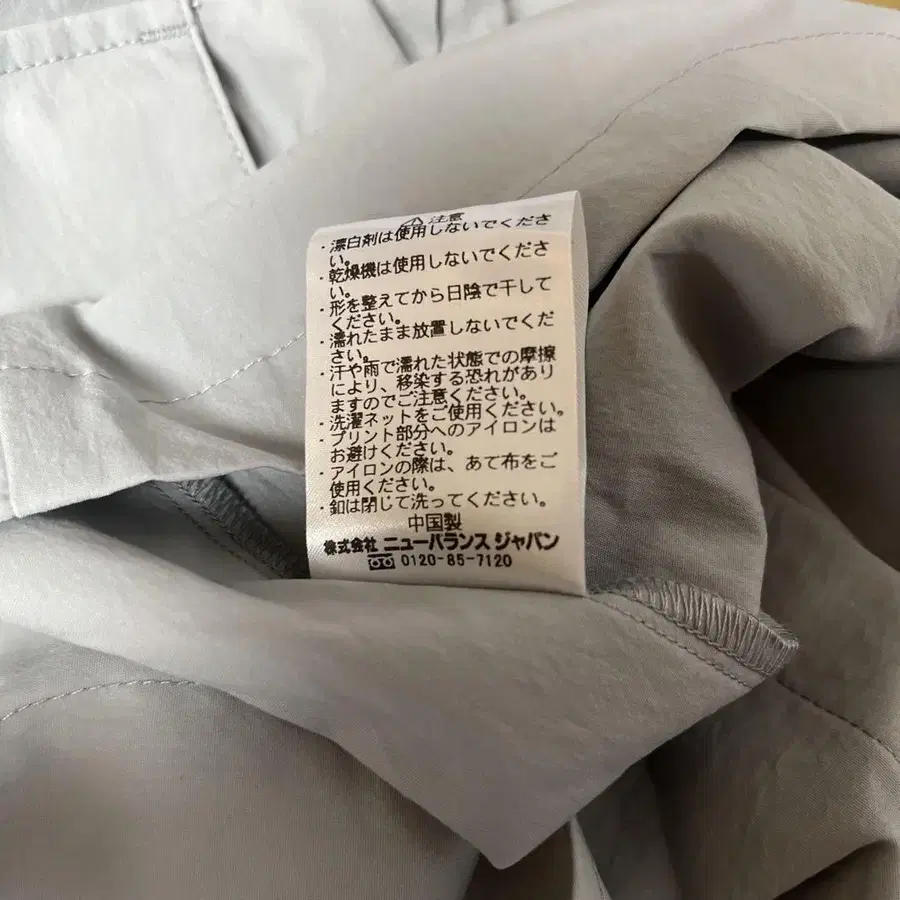 ⚠ 注意
・漂白剤は使用しないでくださ
い。
・乾燥機は使用しないでくださ
い。
・形を整えてから日陰で干して
ください。
・濡れたまま放置しないでくだ
さい。
・汗や雨で濡れた状態での摩擦
により、移染する恐れがあり
ますのでご注意ください。
・洗濯ネットをご使用ください。
・プリント部分へのアイロンは
お避けください。
・アイロンの際は、あて布をご
使用ください。
・釦は閉じて洗ってください。
中国製
株式会社 ニューバランス ジャパン
0120-85-7120